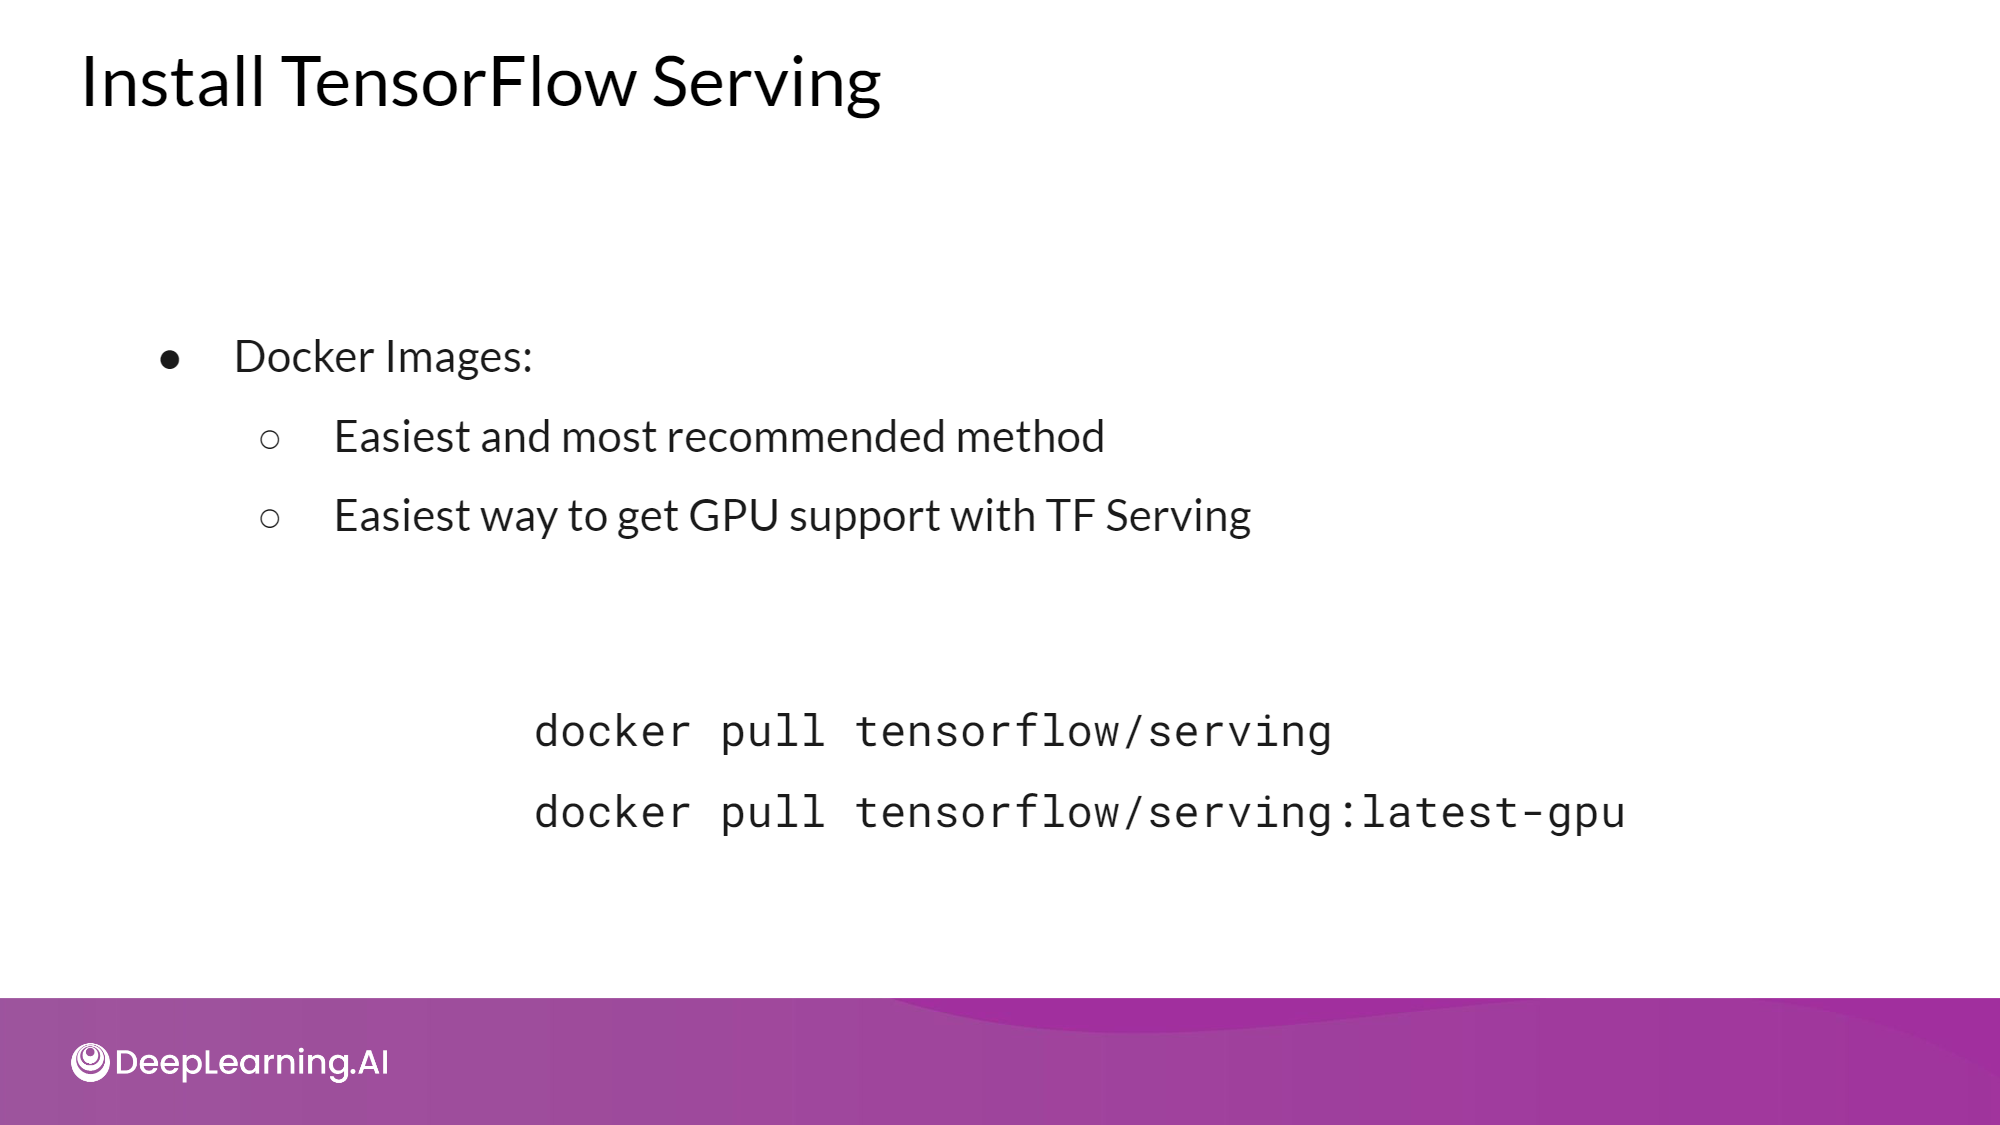 Install TensorFlow Serving
● Docker Images:
○ Easiest and most recommended method
○ Easiest way to get GPU support with TF Serving
docker pull tensorflow/serving
docker pull tensorflow/serving:latest-gpu
DeepLearning.AI